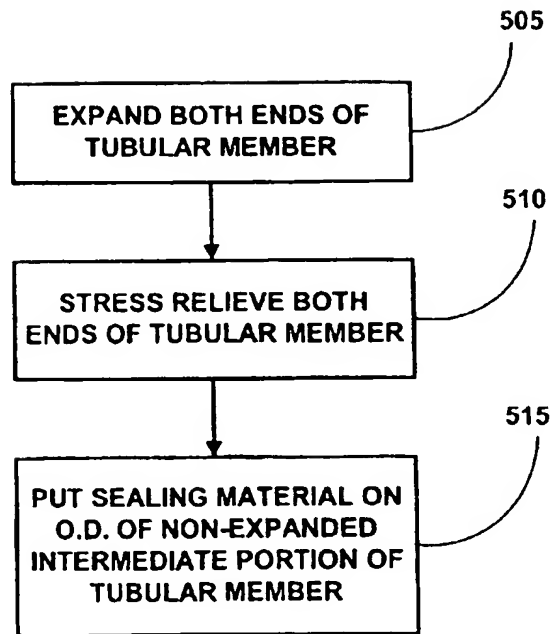 505
EXPAND BOTH ENDS OF
TUBULAR MEMBER
510
STRESS RELIEVE BOTH
ENDS OF TUBULAR MEMBER
515
PUT SEALING MATERIAL ON
O.D. OF NON-EXPANDED
INTERMEDIATE PORTION OF
TUBULAR MEMBER